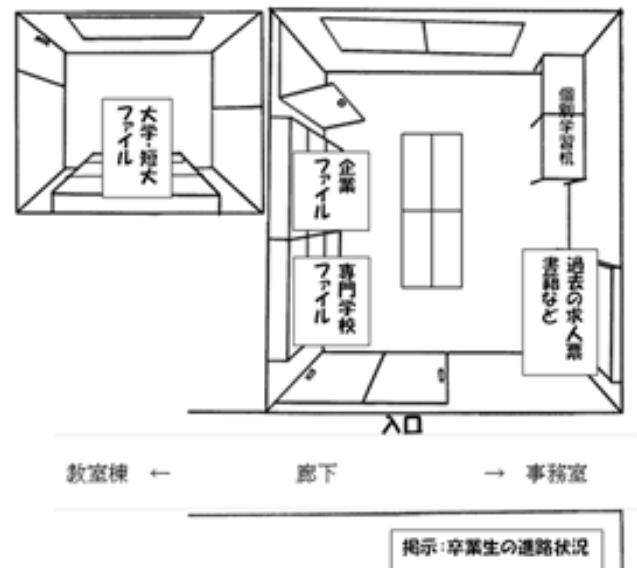 大学・短大
ファイル
企業
ファイル
専門学校
ファイル
個別学習机
過去の求人票
書籍など
入口
教室棟 ←
廊下
→ 事務室
掲示:卒業生の進路状況